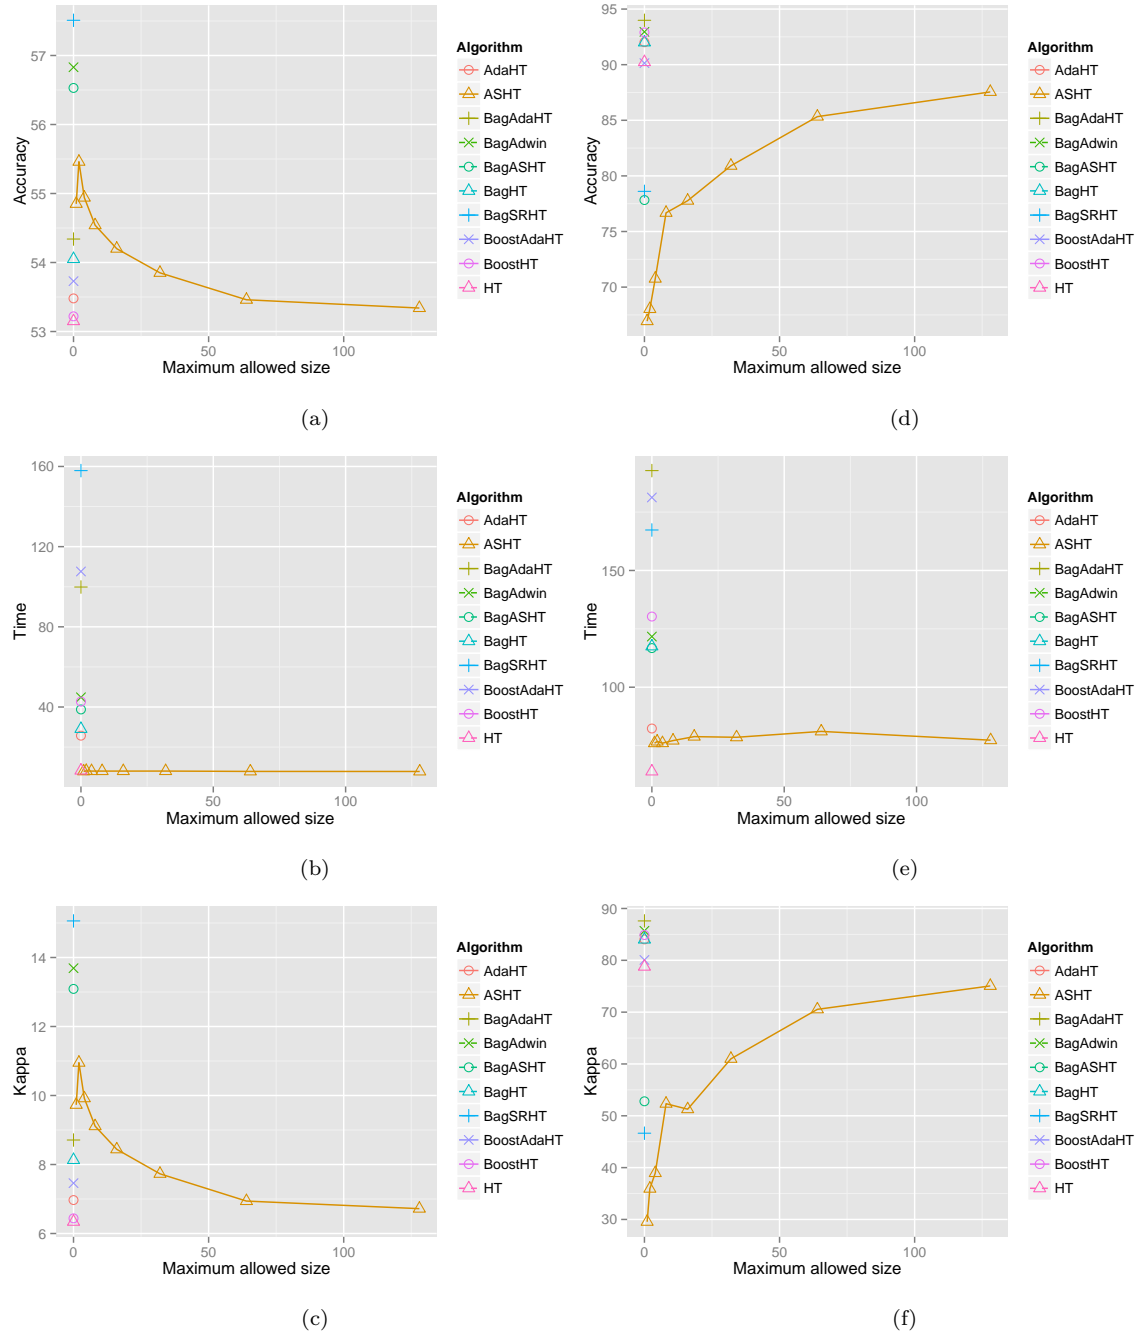 57
56
55
54
53
Accuracy
0
50
100
Maximum allowed size
Algorithm
AdaHT
ASHT
BagAdaHT
BagAdwin
BagASHT
BagHT
BagSRHT
BoostAdaHT
BoostHT
HT
(a)
95
90
85
80
75
70
Accuracy
0
50
100
Maximum allowed size
Algorithm
AdaHT
ASHT
BagAdaHT
BagAdwin
BagASHT
BagHT
BagSRHT
BoostAdaHT
BoostHT
HT
(d)
160
120
80
40
Time
0
50
100
Maximum allowed size
Algorithm
AdaHT
ASHT
BagAdaHT
BagAdwin
BagASHT
BagHT
BagSRHT
BoostAdaHT
BoostHT
HT
(b)
150
100
Time
0
50
100
Maximum allowed size
Algorithm
AdaHT
ASHT
BagAdaHT
BagAdwin
BagASHT
BagHT
BagSRHT
BoostAdaHT
BoostHT
HT
(e)
14
12
10
8
6
Kappa
0
50
100
Maximum allowed size
Algorithm
AdaHT
ASHT
BagAdaHT
BagAdwin
BagASHT
BagHT
BagSRHT
BoostAdaHT
BoostHT
HT
(c)
90
80
70
60
50
40
30
Kappa
0
50
100
Maximum allowed size
Algorithm
AdaHT
ASHT
BagAdaHT
BagAdwin
BagASHT
BagHT
BagSRHT
BoostAdaHT
BoostHT
HT
(f)